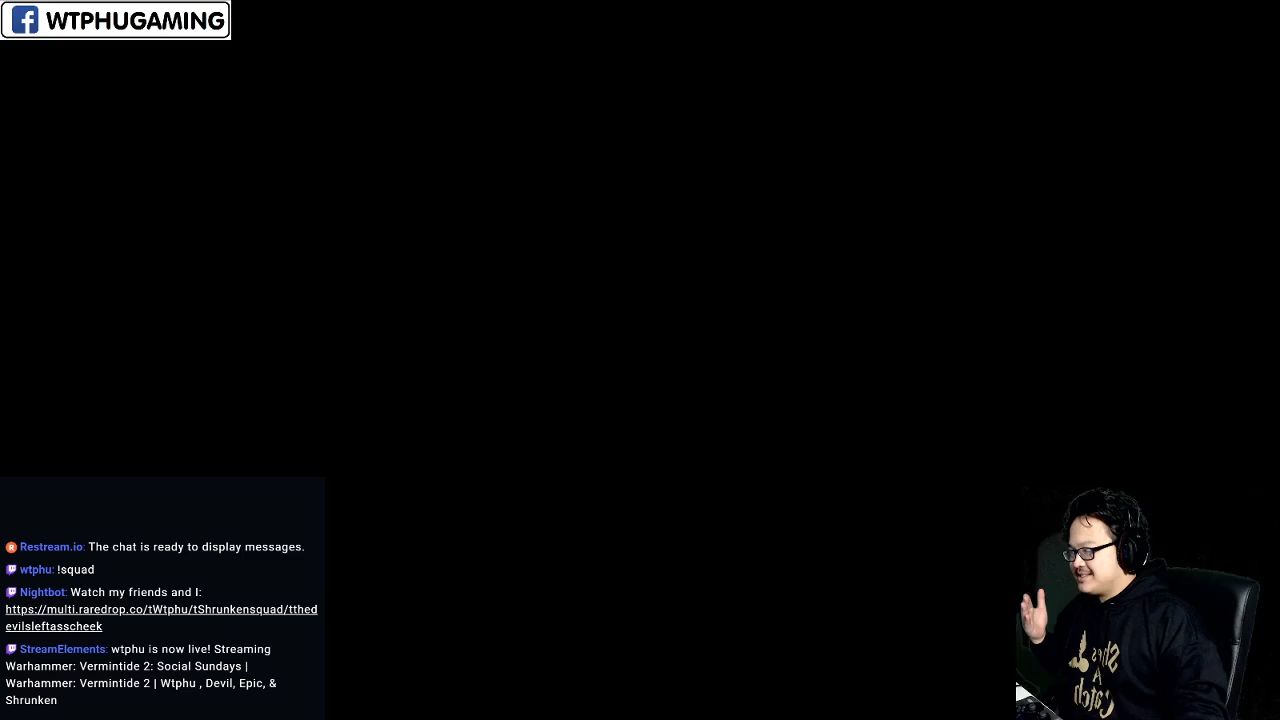 WTPHUGAMING
Restream.io: The chat is ready to display messages.
wtphu: !squad
Nightbot: Watch my friends and I:
https://multi.raredrop.co/tWtphu/tShrunkensquad/tthed
evilsleftasscheek
StreamElements: wtphu is now live! Streaming
Warhammer: Vermintide 2: Social Sundays |
Warhammer: Vermintide 2 | Wtphu , Devil, Epic, &
Shrunken
She's
A
Catch